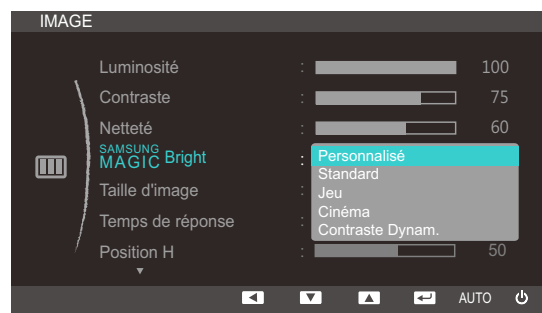 IMAGE
Luminosité : 100
Contraste : 75
Netteté : 60
SAMSUNG
MAGIC Bright : Personnalisé
Standard
Taille d'image : Jeu
Cinéma
Temps de réponse : Contraste Dynam.
Position H : 50
AUTO